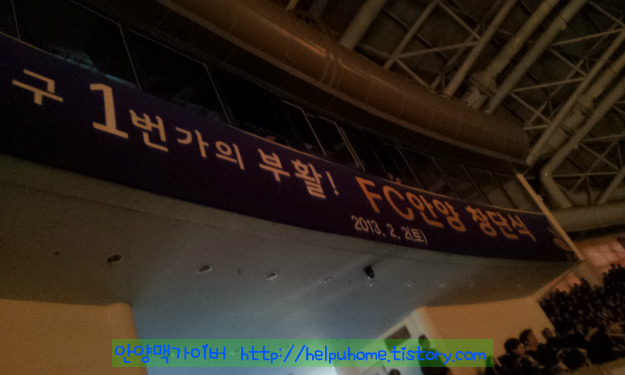 구 1번가의 부활! FC안양 창단식
2013. 2. 2(토)
안양맥가이버 http://helpuhome.tistory.com